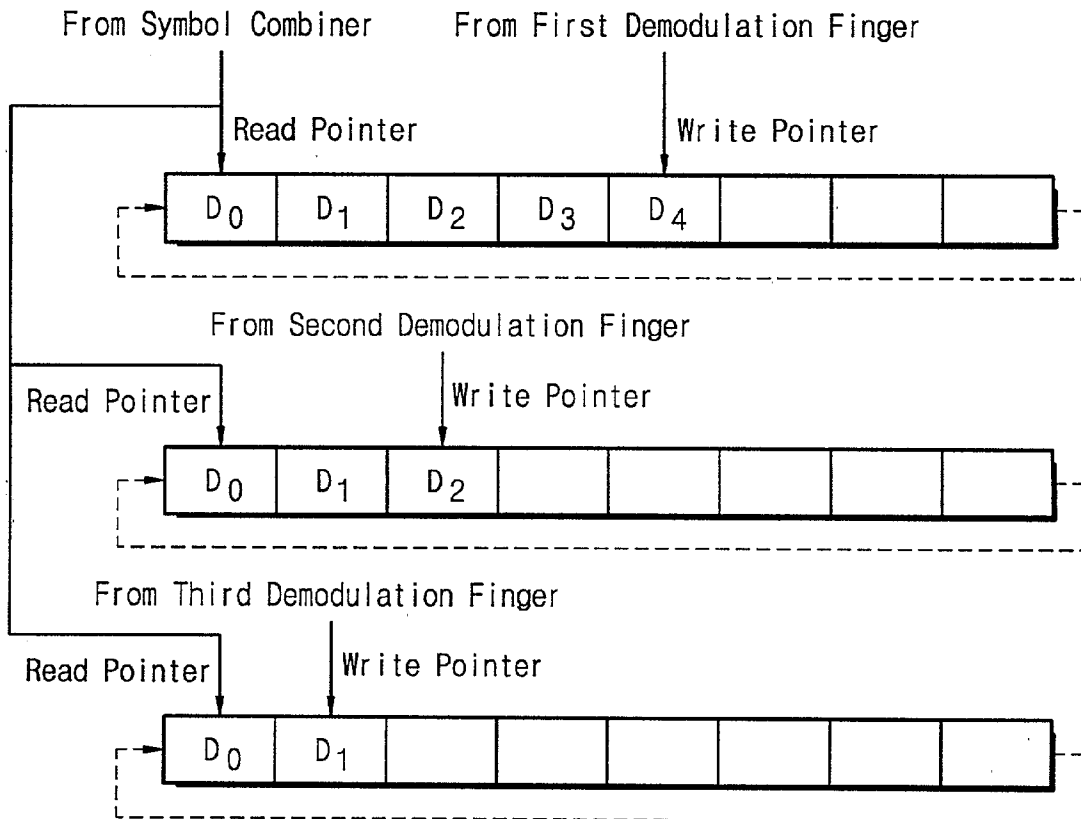 From Symbol Combiner From First Demodulation Finger
Read Pointer Write Pointer
D0 D1 D2 D3 D4
From Second Demodulation Finger
Read Pointer Write Pointer
D0 D1 D2
From Third Demodulation Finger
Read Pointer Write Pointer
D0 D1